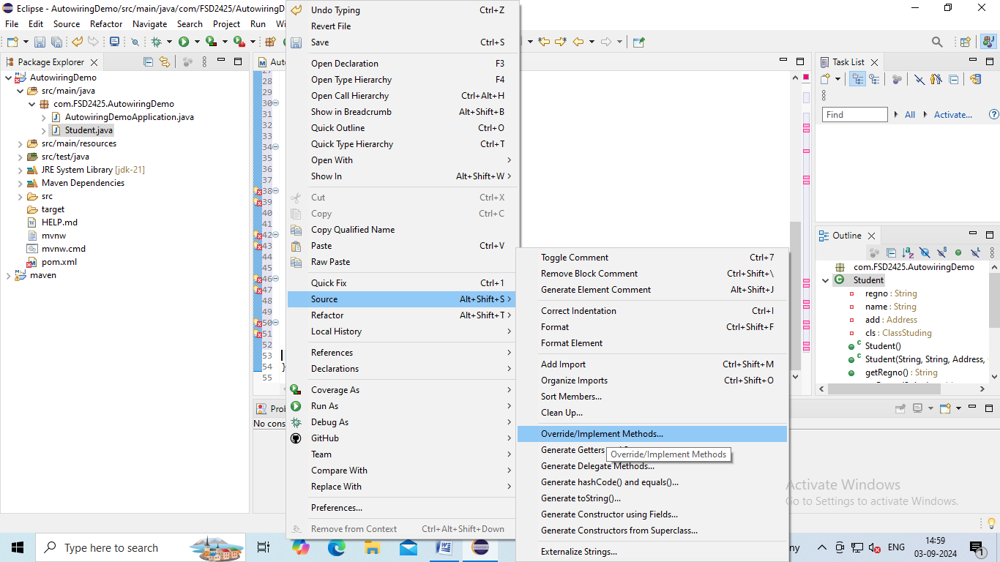 Eclipse - AutowiringDemo/src/main/java/com/FSD2425/AutowiringD
File Edit Source Refactor Navigate Search Project Run Wi
Undo Typing Ctrl+Z
Revert File
Save Ctrl+S
Open Declaration F3
Open Type Hierarchy F4
Open Call Hierarchy Ctrl+Alt+H
Show in Breadcrumb Alt+Shift+B
Quick Outline Ctrl+O
Quick Type Hierarchy Ctrl+T
Open With
Show In Alt+Shift+W
Cut Ctrl+X
Copy Ctrl+C
Copy Qualified Name
Paste Ctrl+V
Raw Paste
Quick Fix Ctrl+1
Source Alt+Shift+S
Refactor Alt+Shift+T
Local History
References
Declarations
Coverage As
Run As
Debug As
GitHub
Team
Compare With
Replace With
Preferences...
Remove from Context Ctrl+Alt+Shift+Down
Toggle Comment Ctrl+7
Remove Block Comment Ctrl+Shift+\
Generate Element Comment Alt+Shift+J
Correct Indentation Ctrl+I
Format Ctrl+Shift+F
Format Element
Add Import Ctrl+Shift+M
Organize Imports Ctrl+Shift+O
Sort Members...
Clean Up...
Override/Implement Methods...
Generate Getters
Override/Implement Methods
Generate Delegate Methods...
Generate hashCode() and equals()...
Generate toString()...
Generate Constructor using Fields...
Generate Constructors from Superclass...
Externalize Strings...
Package Explorer
AutowiringDemo
src/main/java
com.FSD2425.AutowiringDemo
AutowiringDemoApplication.java
Student.java
src/main/resources
src/test/java
JRE System Library [jdk-21]
Maven Dependencies
src
target
HELP.md
mvnw
mvnw.cmd
pom.xml
maven
Aut
28
29
30
31
32
33
34
35
36
37
38
39
40
41
42
43
44
45
46
47
48
49
50
51
52
53
54 }
55
Prob
No cons
Task List
Find All Activate...
Outline
com.FSD2425.AutowiringDemo
Student
regno : String
name : String
add : Address
cls : ClassStuding
Student()
Student(String, String, Address,
getRegno() : String
Activate Windows
Go to Settings to activate Windows.
Type here to search
ny
ENG
14:59
03-09-2024
1